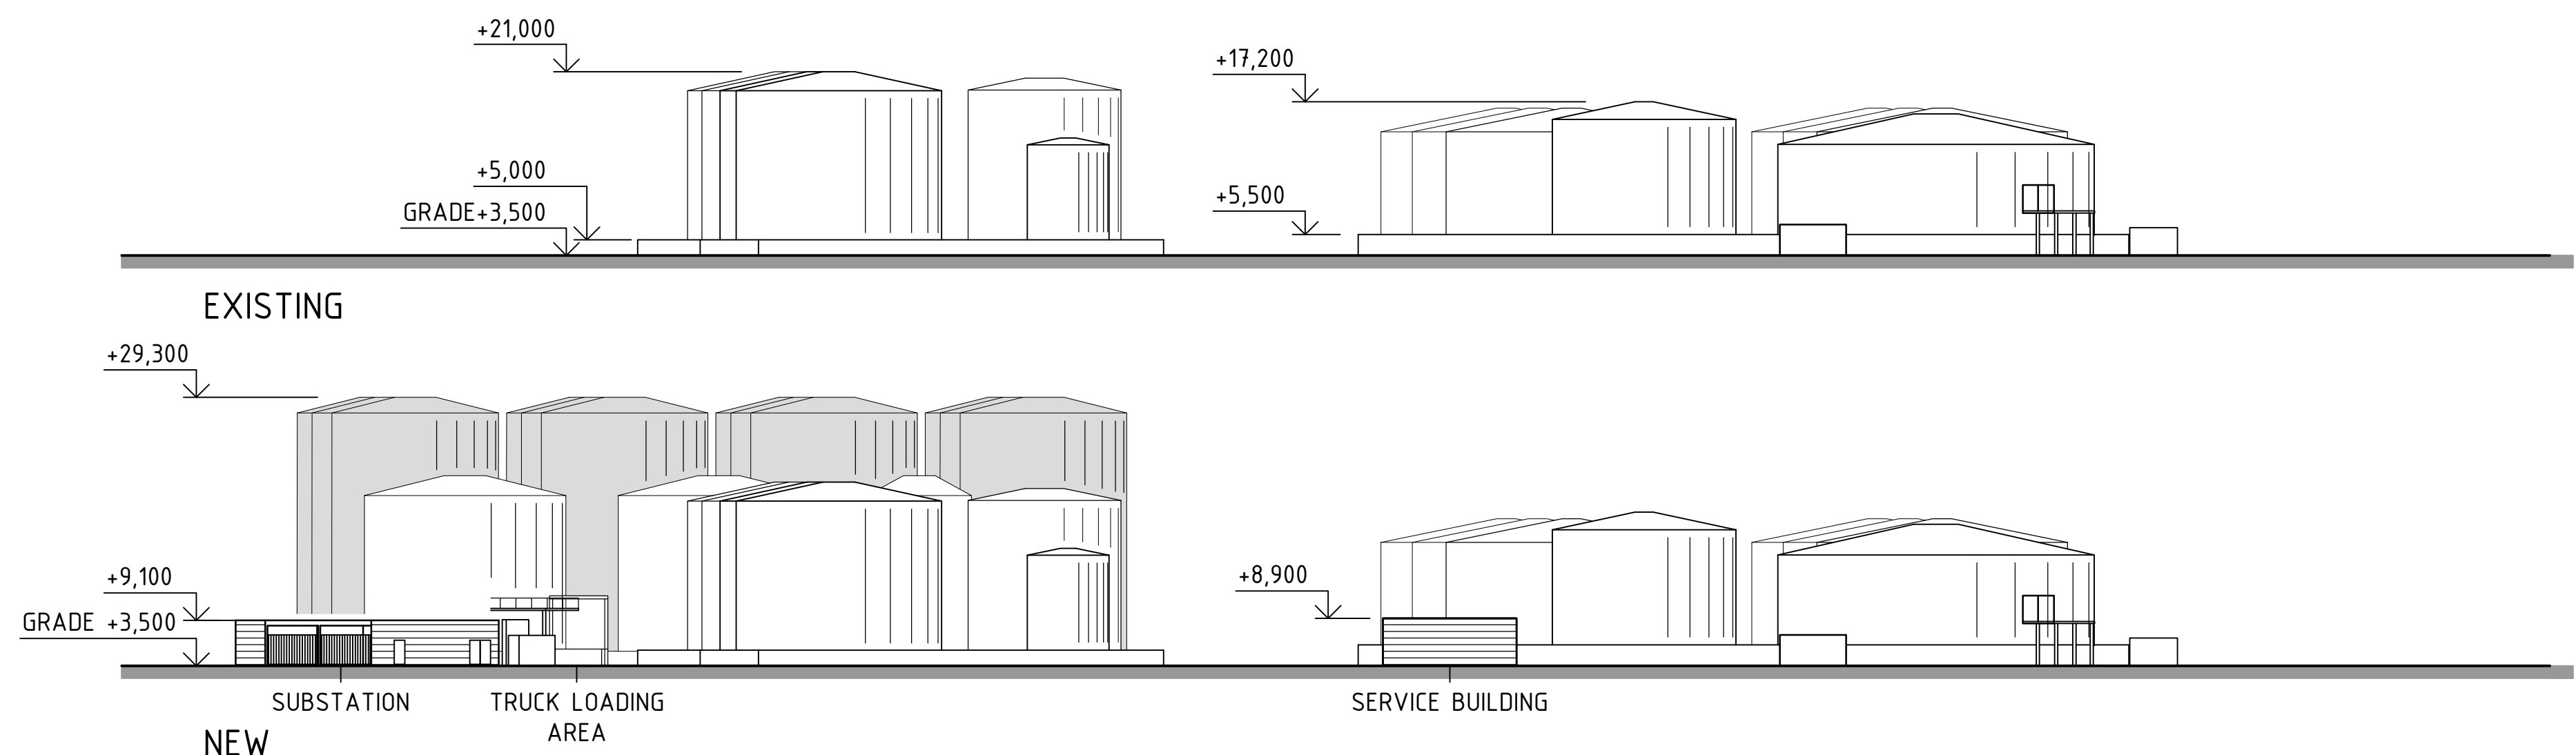 +21,000
+17,200
+5,000
+5,500
GRADE+3,500
EXISTING
+29,300
+9,100
+8,900
GRADE +3,500
SUBSTATION
TRUCK LOADING
AREA
SERVICE BUILDING
NEW